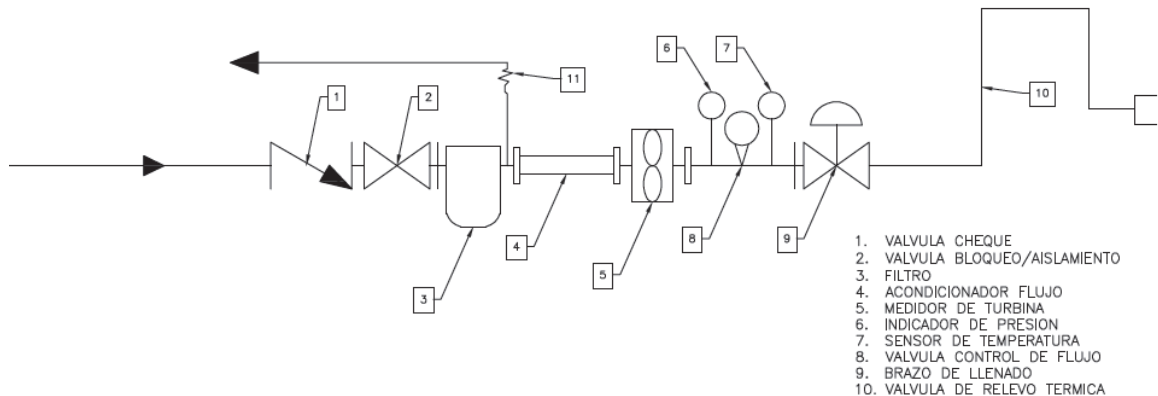 6
7
11
1
2
10
4
8
9
5
3
1. VALVULA CHEQUE
2. VALVULA BLOQUEO/AISLAMIENTO
3. FILTRO
4. ACONDICIONADOR FLUJO
5. MEDIDOR DE TURBINA
6. INDICADOR DE PRESION
7. SENSOR DE TEMPERATURA
8. VALVULA CONTROL DE FLUJO
9. BRAZO DE LLENADO
10. VALVULA DE RELEVO TERMICA